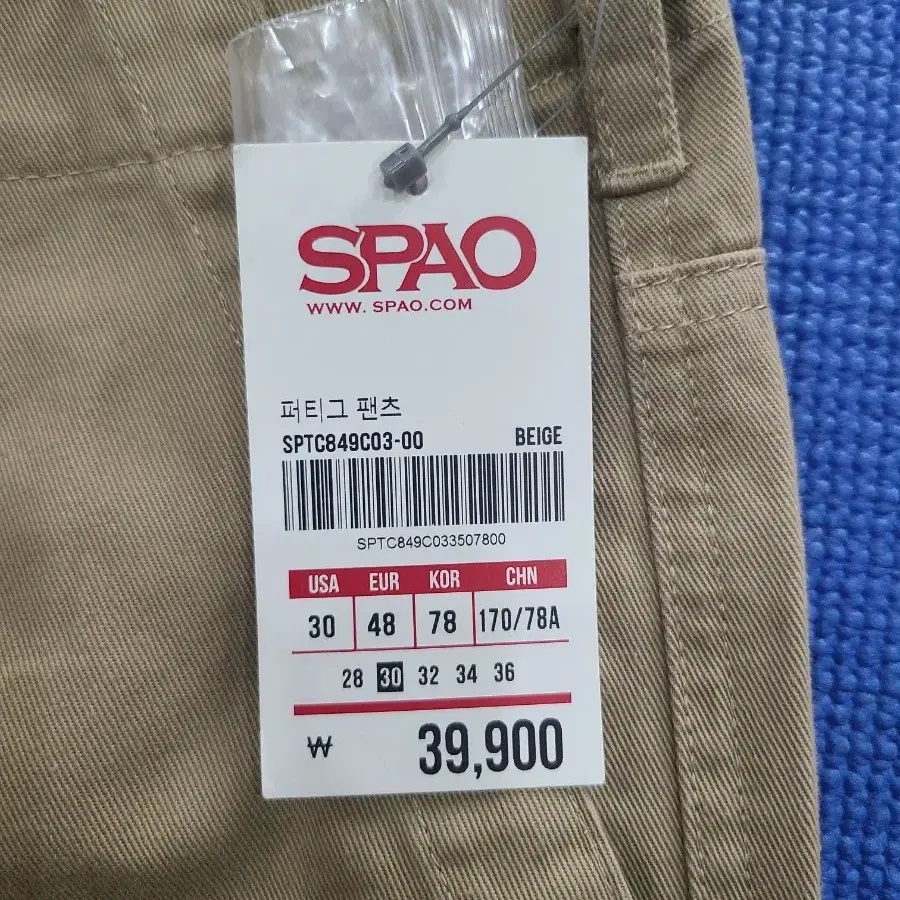 SPAO
WWW. SPAO.COM
퍼티그 팬츠
SPTC849C03-00 BEIGE
SPTC849C033507800
USA EUR KOR CHN
30 48 78 170/78A
28 30 32 34 36
₩ 39,900